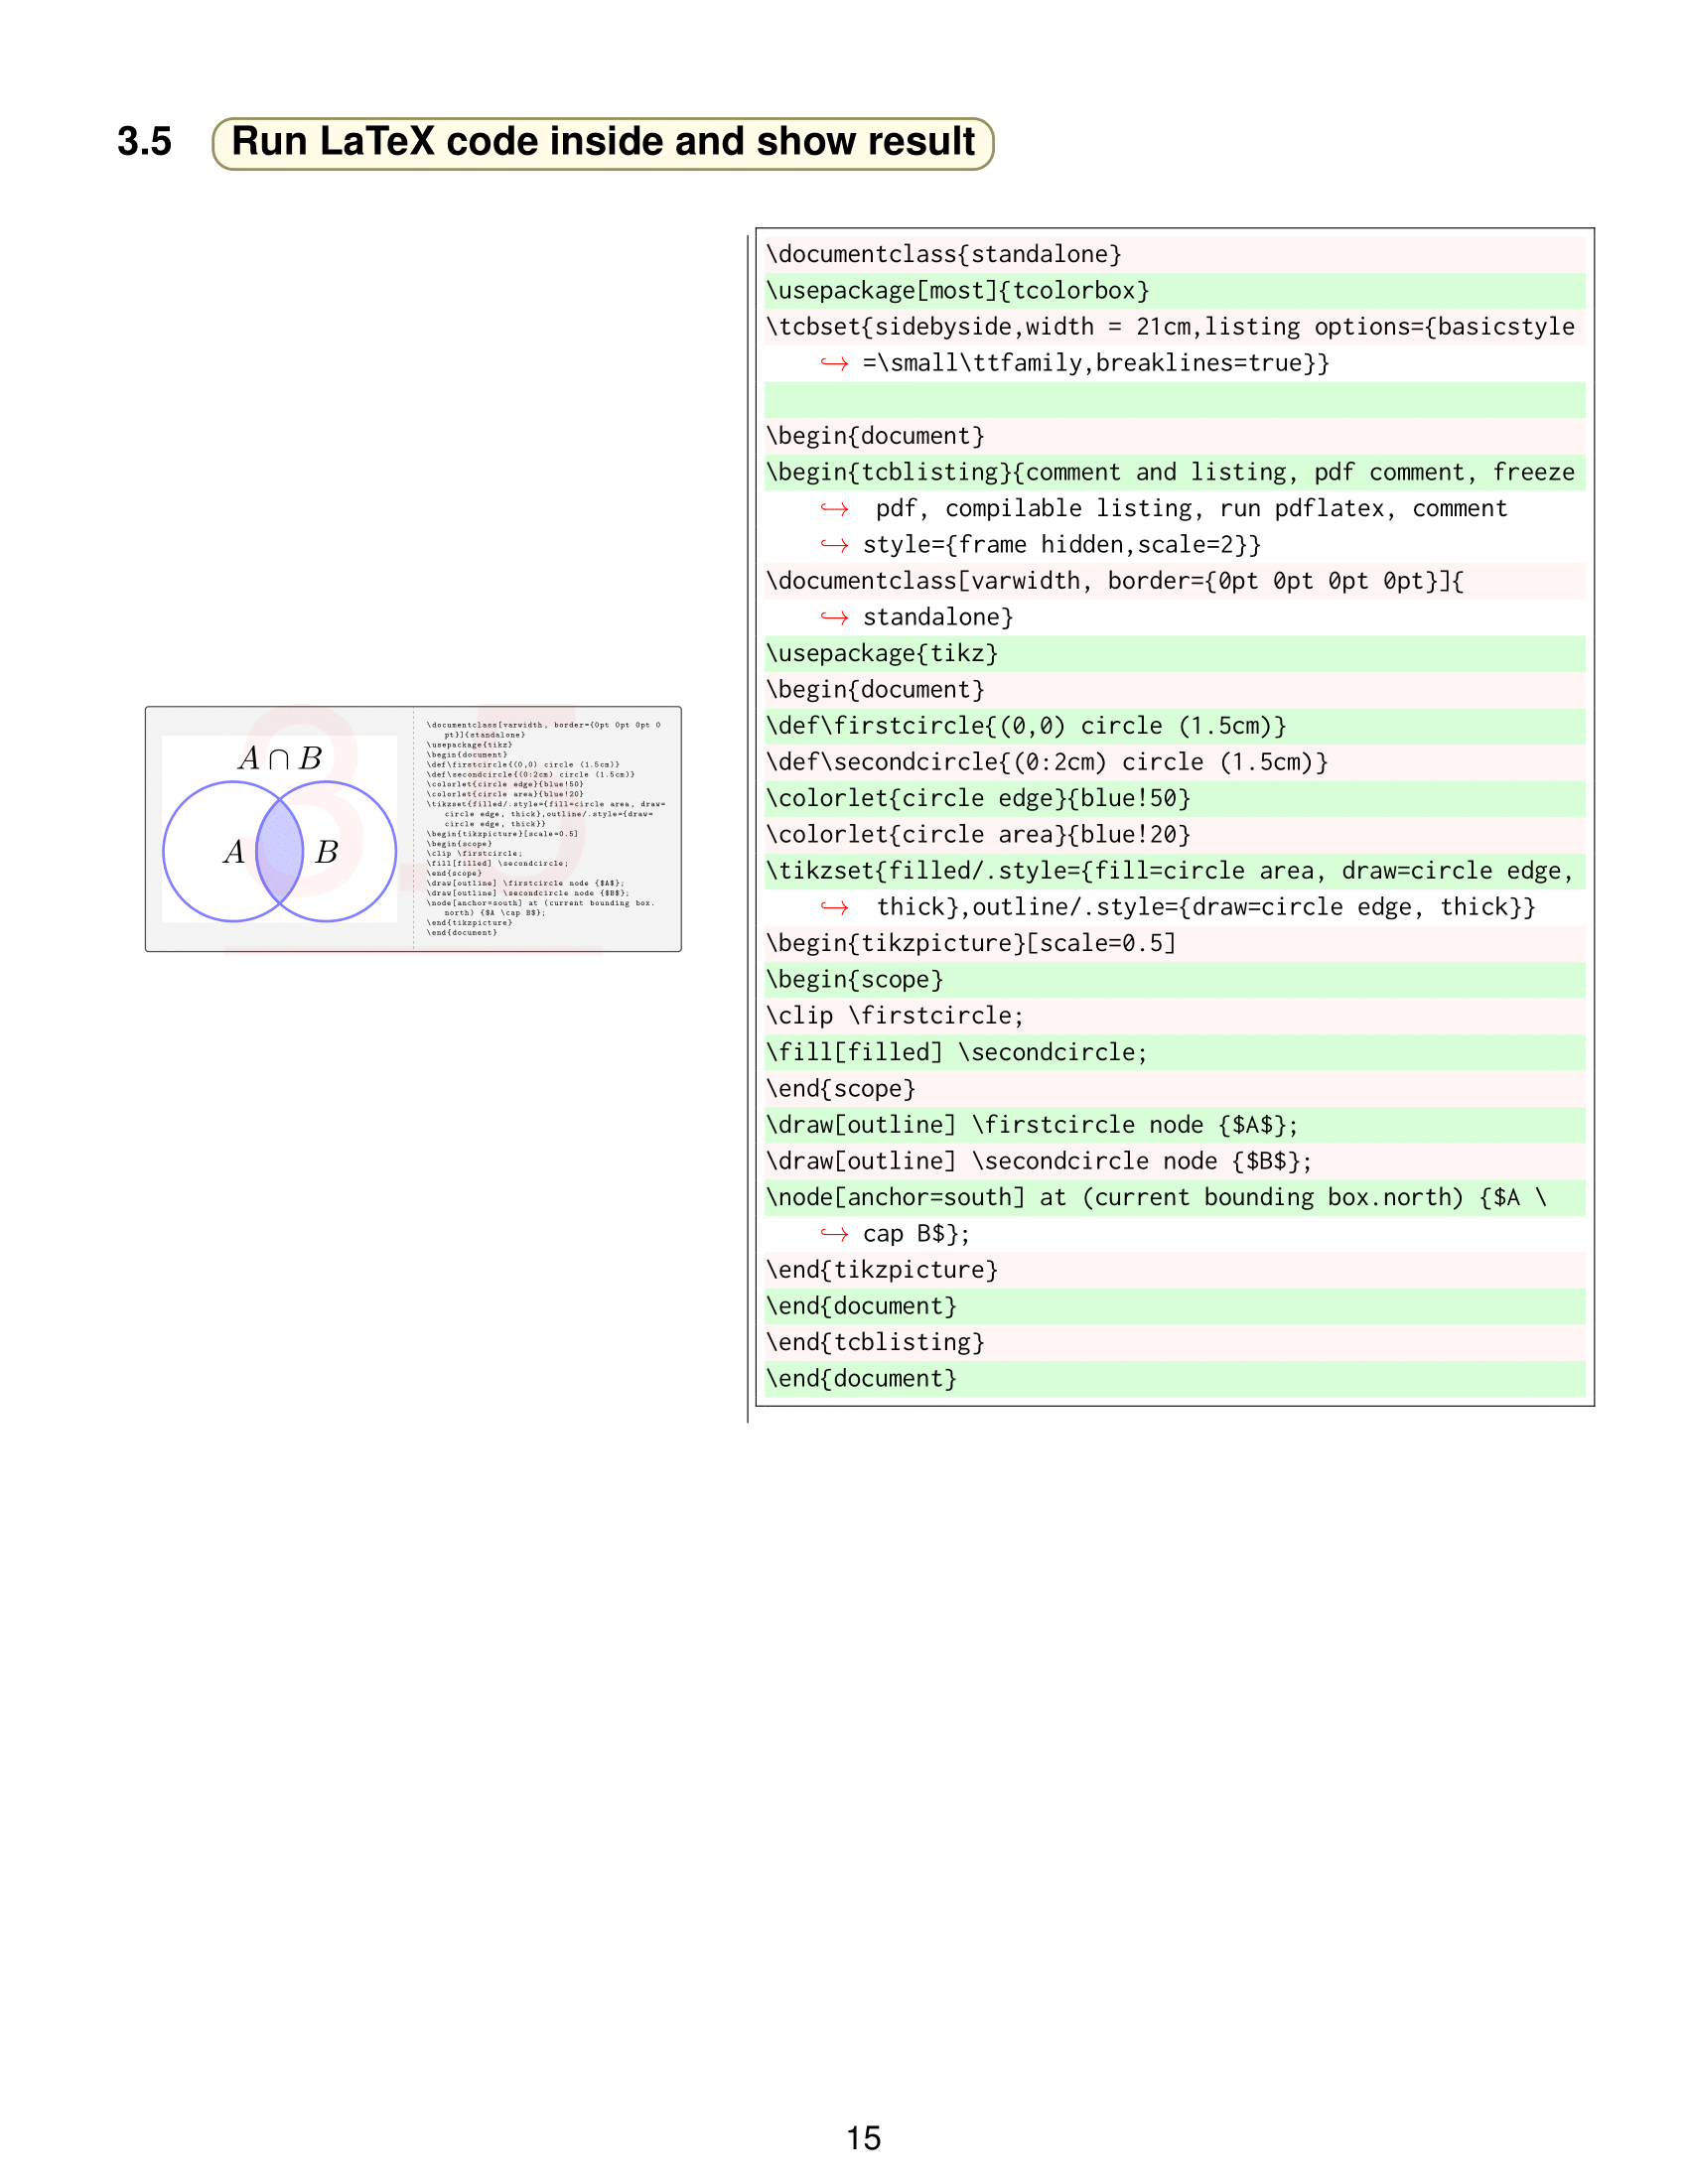 3.5 Run LaTeX code inside and show result
A ∩ B
A B
\documentclass[varwidth, border={0pt 0pt 0pt 0
pt}]{standalone}
\usepackage{tikz}
\begin{document}
\def\firstcircle{(0,0) circle (1.5cm)}
\def\secondcircle{(0:2cm) circle (1.5cm)}
\colorlet{circle edge}{blue!50}
\colorlet{circle area}{blue!20}
\tikzset{filled/.style={fill=circle area, draw=
circle edge, thick},outline/.style={draw=
circle edge, thick}}
\begin{tikzpicture}[scale=0.5]
\begin{scope}
\clip \firstcircle;
\fill[filled] \secondcircle;
\end{scope}
\draw[outline] \firstcircle node {$A$};
\draw[outline] \secondcircle node {$B$};
\node[anchor=south] at (current bounding box.
north) {$A \cap B$};
\end{tikzpicture}
\end{document}
3.5
\documentclass{standalone}
\usepackage[most]{tcolorbox}
\tcbset{sidebyside,width = 21cm,listing options={basicstyle
↪ =\small\ttfamily,breaklines=true}}
\begin{document}
\begin{tcblisting}{comment and listing, pdf comment, freeze
↪ pdf, compilable listing, run pdflatex, comment
↪ style={frame hidden,scale=2}}
\documentclass[varwidth, border={0pt 0pt 0pt 0pt}]{
↪ standalone}
\usepackage{tikz}
\begin{document}
\def\firstcircle{(0,0) circle (1.5cm)}
\def\secondcircle{(0:2cm) circle (1.5cm)}
\colorlet{circle edge}{blue!50}
\colorlet{circle area}{blue!20}
\tikzset{filled/.style={fill=circle area, draw=circle edge,
↪ thick},outline/.style={draw=circle edge, thick}}
\begin{tikzpicture}[scale=0.5]
\begin{scope}
\clip \firstcircle;
\fill[filled] \secondcircle;
\end{scope}
\draw[outline] \firstcircle node {$A$};
\draw[outline] \secondcircle node {$B$};
\node[anchor=south] at (current bounding box.north) {$A \
↪ cap B$};
\end{tikzpicture}
\end{document}
\end{tcblisting}
\end{document}
15